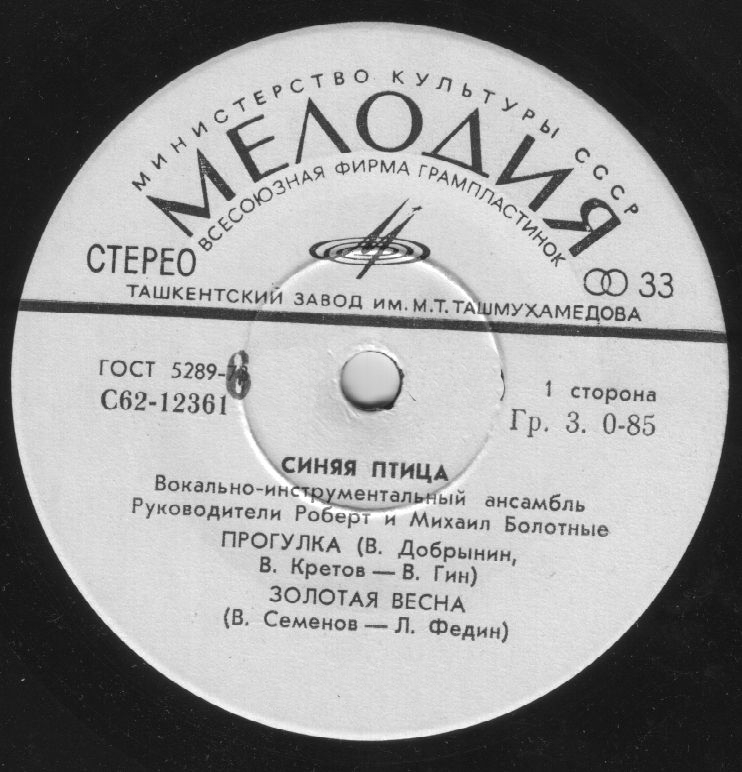 МИНИСТЕРСТВО КУЛЬТУРЫ СССР
МЕЛОДИЯ
ВСЕСОЮЗНАЯ ФИРМА ГРАМПЛАСТИНОК
СТЕРЕО
33
ТАШКЕНТСКИЙ ЗАВОД ИМ. М.Т. ТАШМУХАМЕДОВА
ГОСТ 5289-
С62-12361
6
1 сторона
Гр. 3. 0-85
СИНЯЯ ПТИЦА
Вокально-инструментальный ансамбль
Руководители Роберт и Михаил Болотные
ПРОГУЛКА (В. Добрынин,
В. Кретов — В. Гин)
ЗОЛОТАЯ ВЕСНА
(В. Семенов — Л. Федин)